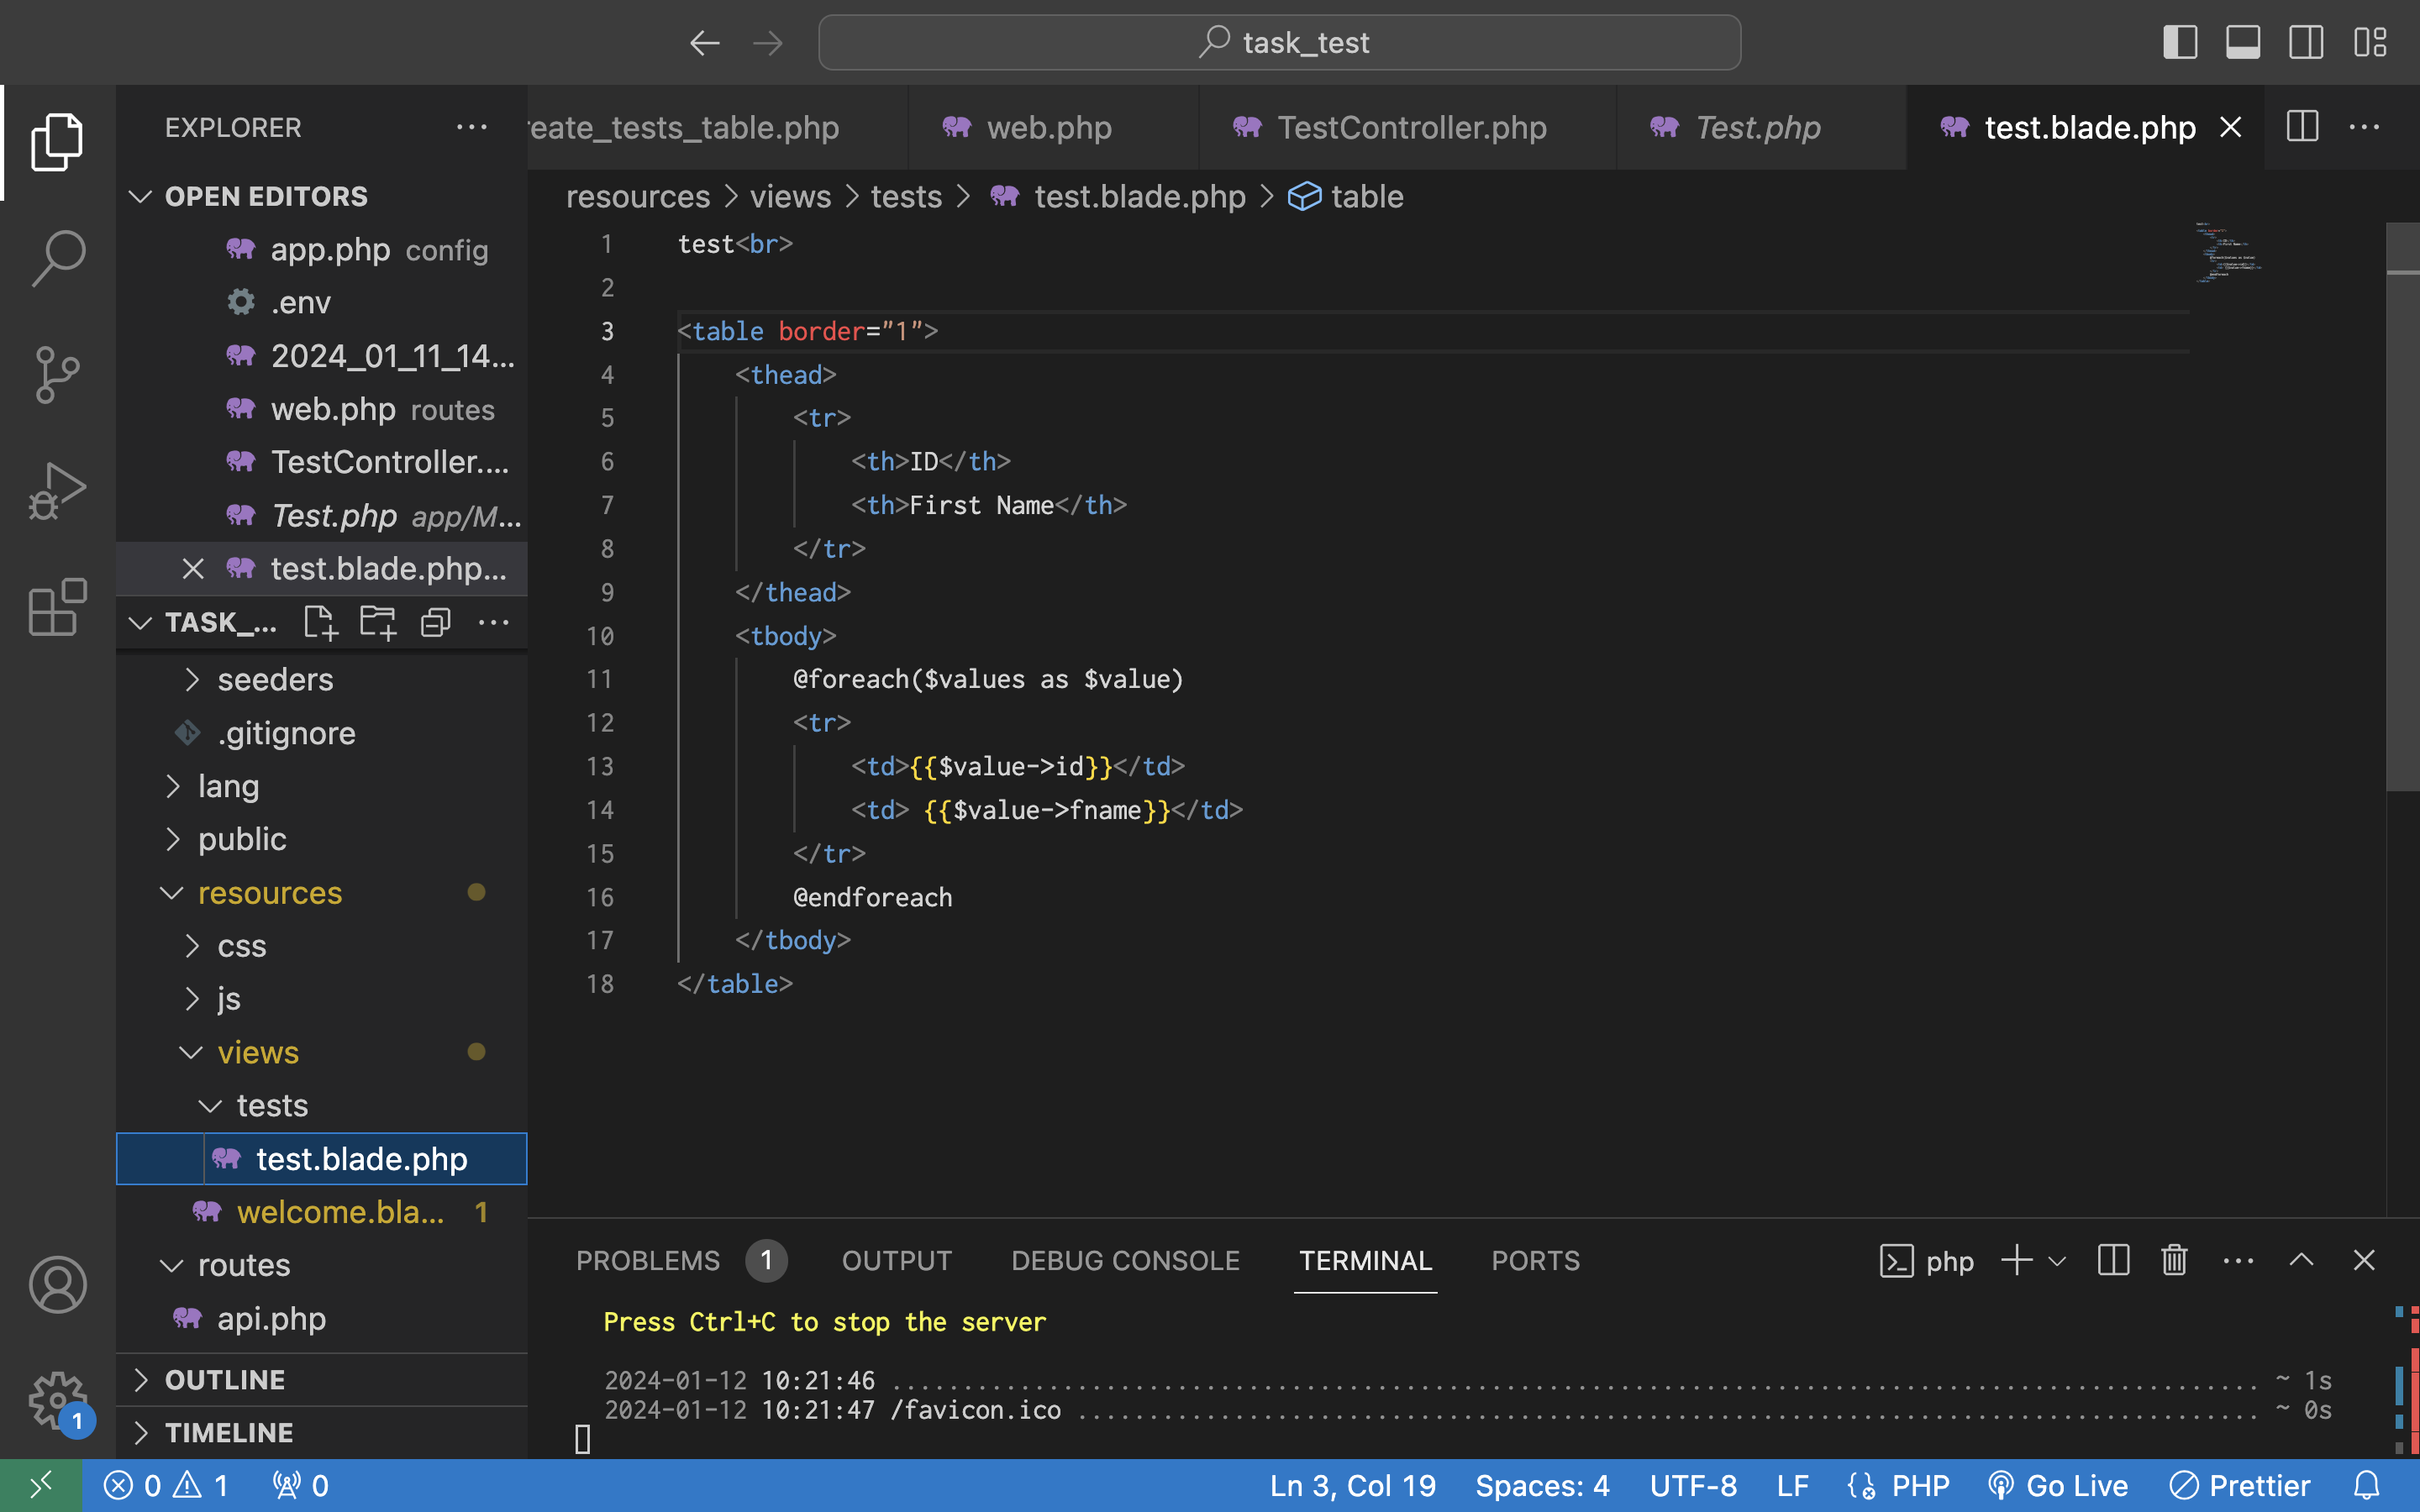 task_test
EXPLORER
reate_tests_table.php
web.php
TestController.php
Test.php
test.blade.php
OPEN EDITORS
app.php config
.env
2024_01_11_14...
web.php routes
TestController....
Test.php app/M...
test.blade.php...
TASK_...
seeders
.gitignore
lang
public
resources
css
js
views
tests
test.blade.php
welcome.bla... 1
routes
api.php
OUTLINE
TIMELINE
1
resources > views > tests > test.blade.php > table
1 test<br>
2
3 <table border="1">
4 <thead>
5 <tr>
6 <th>ID</th>
7 <th>First Name</th>
8 </tr>
9 </thead>
10 <tbody>
11 @foreach($values as $value)
12 <tr>
13 <td>{{$value->id}}</td>
14 <td> {{$value->fname}}</td>
15 </tr>
16 @endforeach
17 </tbody>
18 </table>
PROBLEMS 1 OUTPUT DEBUG CONSOLE TERMINAL PORTS php
Press Ctrl+C to stop the server
2024-01-12 10:21:46 ........................................ ~ 1s
2024-01-12 10:21:47 /favicon.ico ........................................ ~ 0s
0 1 0 Ln 3, Col 19 Spaces: 4 UTF-8 LF PHP Go Live Prettier